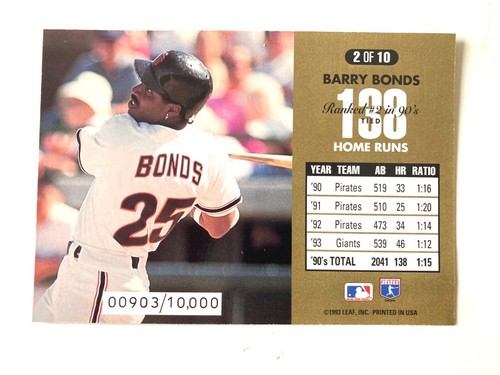 2 OF 10
BARRY BONDS
Ranked #2 in 90's
138
TIED
HOME RUNS
YEAR TEAM AB HR RATIO
'90 Pirates 519 33 1:16
'91 Pirates 510 25 1:20
'92 Pirates 473 34 1:14
'93 Giants 539 46 1:12
'90's TOTAL 2041 138 1:15
BONDS
25
00903/10,000
©1993 LEAF, INC. PRINTED IN USA